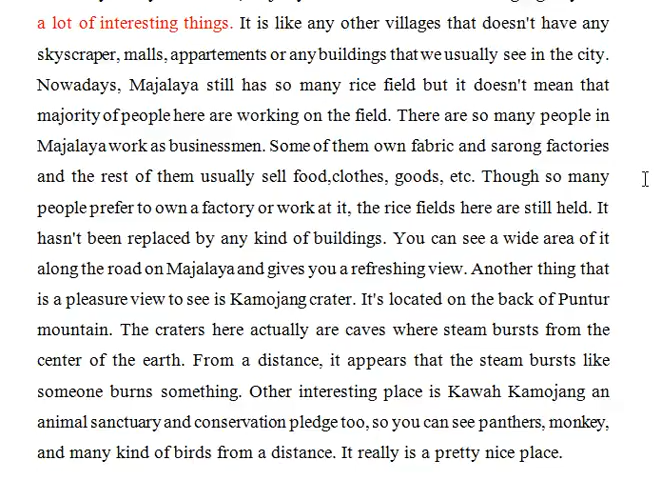 a lot of interesting things. It is like any other villages that doesn't have any
skyscraper, malls, appartements or any buildings that we usually see in the city.
Nowadays, Majalaya still has so many rice field but it doesn't mean that
majority of people here are working on the field. There are so many people in
Majalaya work as businessmen. Some of them own fabric and sarong factories
and the rest of them usually sell food,clothes, goods, etc. Though so many
people prefer to own a factory or work at it, the rice fields here are still held. It
hasn't been replaced by any kind of buildings. You can see a wide area of it
along the road on Majalaya and gives you a refreshing view. Another thing that
is a pleasure view to see is Kamojang crater. It's located on the back of Puntur
mountain. The craters here actually are caves where steam bursts from the
center of the earth. From a distance, it appears that the steam bursts like
someone burns something. Other interesting place is Kawah Kamojang an
animal sanctuary and conservation pledge too, so you can see panthers, monkey,
and many kind of birds from a distance. It really is a pretty nice place.